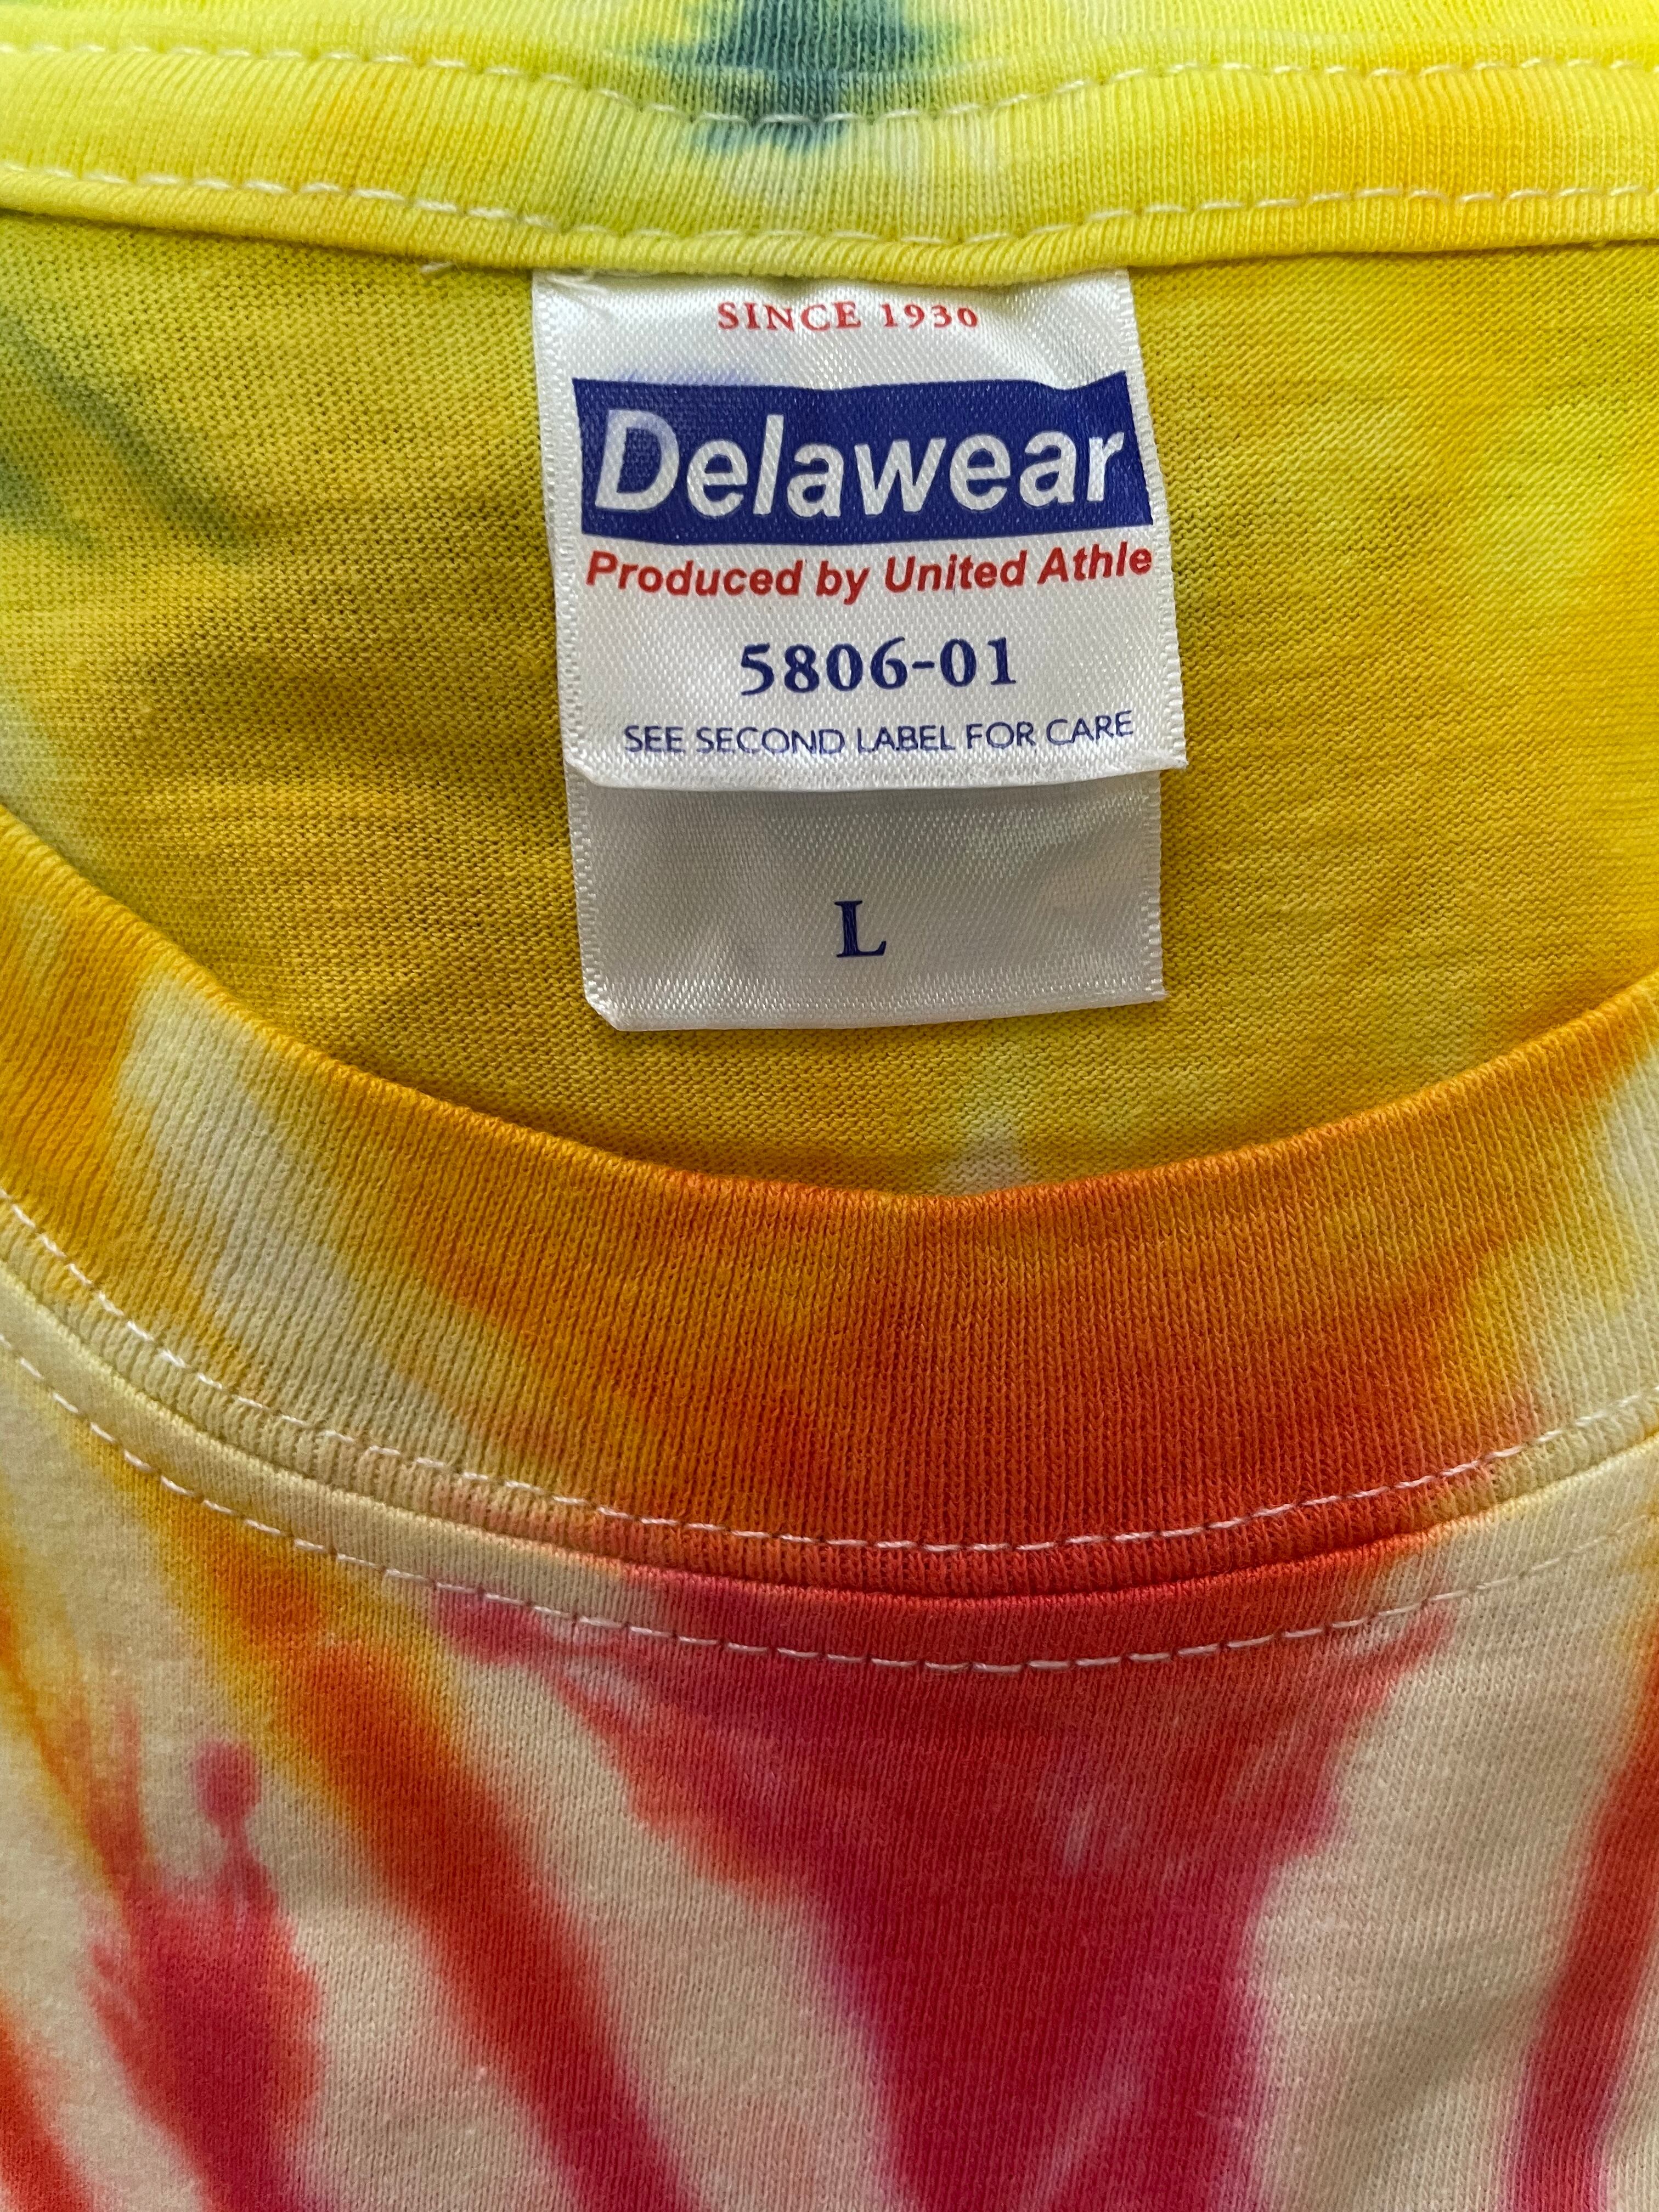 SINCE 1930
Delawear
Produced by United Athle
5806-01
SEE SECOND LABEL FOR CARE
L